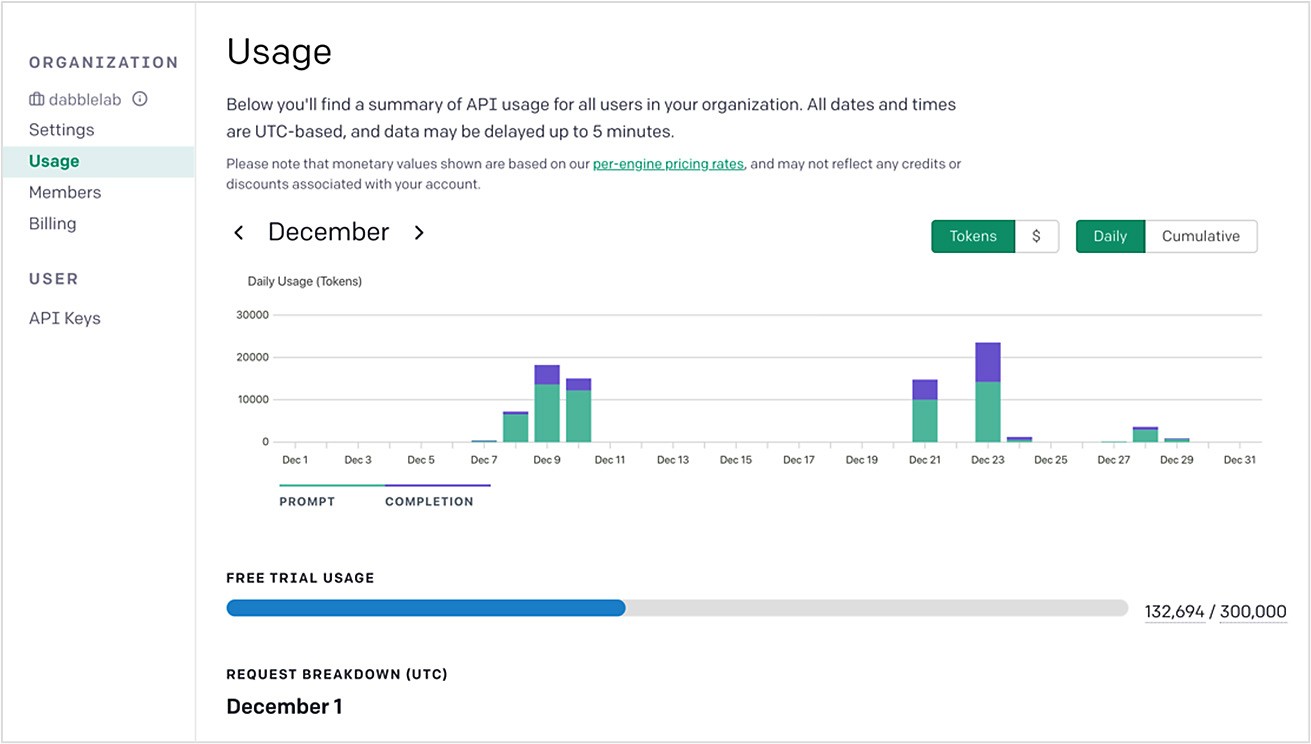 ORGANIZATION
dabblelab
Settings
Usage
Members
Billing
USER
API Keys
Usage
Below you'll find a summary of API usage for all users in your organization. All dates and times
are UTC-based, and data may be delayed up to 5 minutes.
Please note that monetary values shown are based on our per-engine pricing rates, and may not reflect any credits or
discounts associated with your account.
December
Tokens $ Daily Cumulative
Daily Usage (Tokens)
30000
20000
10000
0
Dec 1 Dec 3 Dec 5 Dec 7 Dec 9 Dec 11 Dec 13 Dec 15 Dec 17 Dec 19 Dec 21 Dec 23 Dec 25 Dec 27 Dec 29 Dec 31
PROMPT COMPLETION
FREE TRIAL USAGE
132,694 / 300,000
REQUEST BREAKDOWN (UTC)
December 1